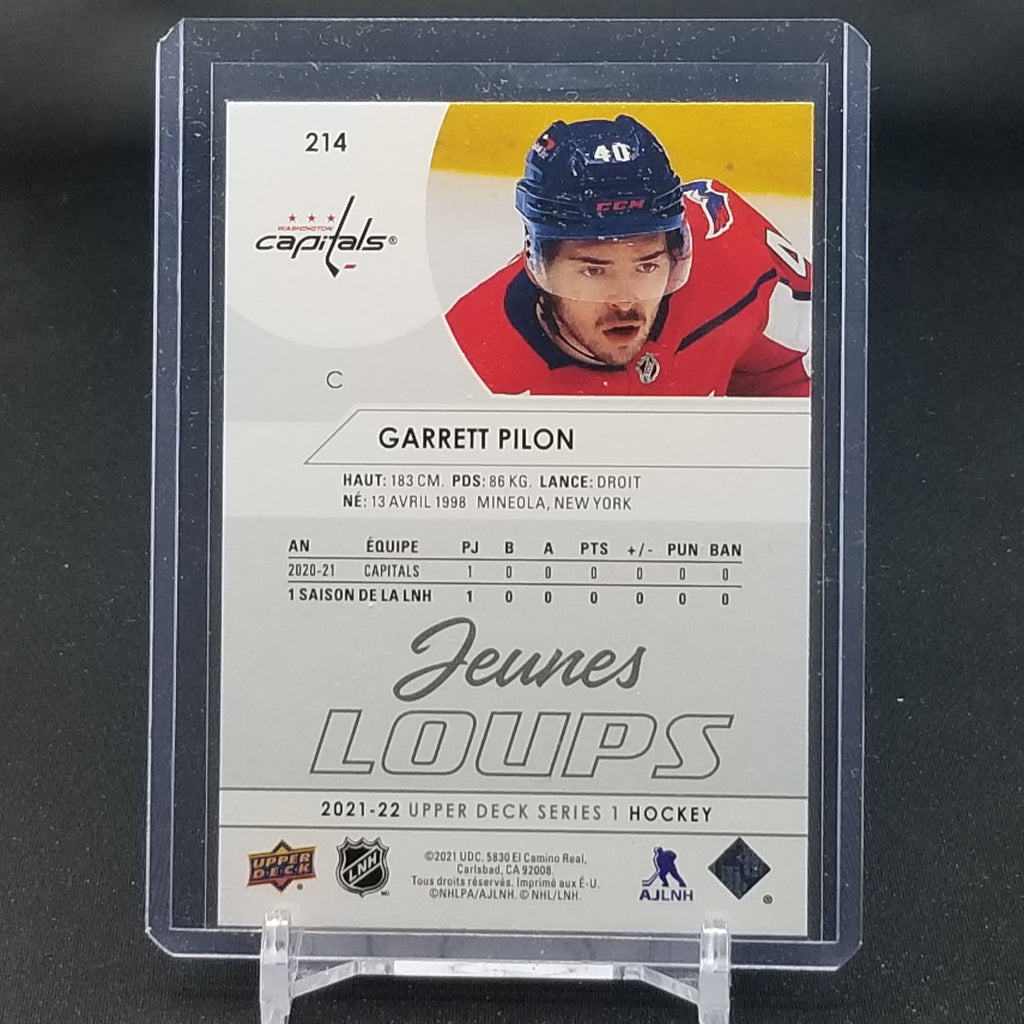 214
40
CCM
WASHINGTON
capitals®
4
C
GARRETT PILON
HAUT: 183 CM. PDS: 86 KG. LANCE: DROIT
NÉ: 13 AVRIL 1998 MINEOLA, NEW YORK
AN ÉQUIPE PJ B A PTS +/- PUN BAN
2020-21 CAPITALS 1 0 0 0 0 0 0
1 SAISON DE LA LNH 1 0 0 0 0 0 0
Jeunes
LOUPS
2021-22 UPPER DECK SERIES 1 HOCKEY
UPPER
DECK
LNH
©2021 UDC. 5830 El Camino Real,
Carlsbad, CA 92008.
Tous droits réservés. Imprimé aux É-U.
©NHLPA/AJLNH. © NHL/LNH.
AJLNH
®